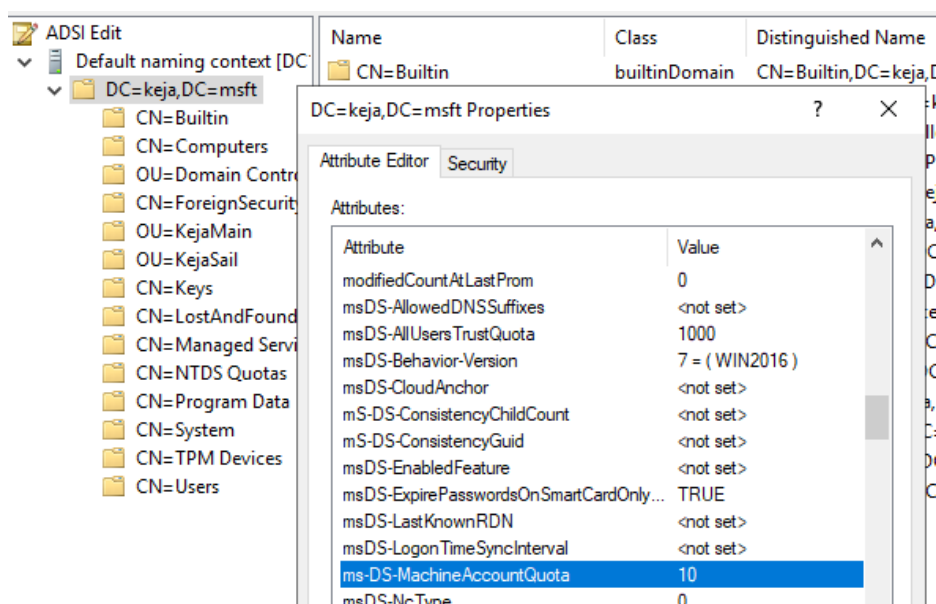 ADSI Edit
Default naming context [DC
DC=keja,DC=msft
CN=Builtin
CN=Computers
OU=Domain Contr
CN=ForeignSecurity
OU=KejaMain
OU=KejaSail
CN=Keys
CN=LostAndFound
CN=Managed Servi
CN=NTDS Quotas
CN=Program Data
CN=System
CN=TPM Devices
CN=Users
Name Class Distinguished Name
CN=Builtin builtinDomain CN=Builtin,DC=keja,D
DC=keja,DC=msft Properties ?
Attribute Editor Security
Attributes:
Attribute Value
modifiedCountAtLastProm 0
msDS-AllowedDNSSuffixes <not set>
msDS-AllUsersTrustQuota 1000
msDS-Behavior-Version 7 = ( WIN2016 )
msDS-CloudAnchor <not set>
mS-DS-ConsistencyChildCount <not set>
mS-DS-ConsistencyGuid <not set>
msDS-EnabledFeature <not set>
msDS-ExpirePasswordsOnSmartCardOnly... TRUE
msDS-LastKnownRDN <not set>
msDS-LogonTimeSyncInterval <not set>
ms-DS-MachineAccountQuota 10
msDS-NcType 0